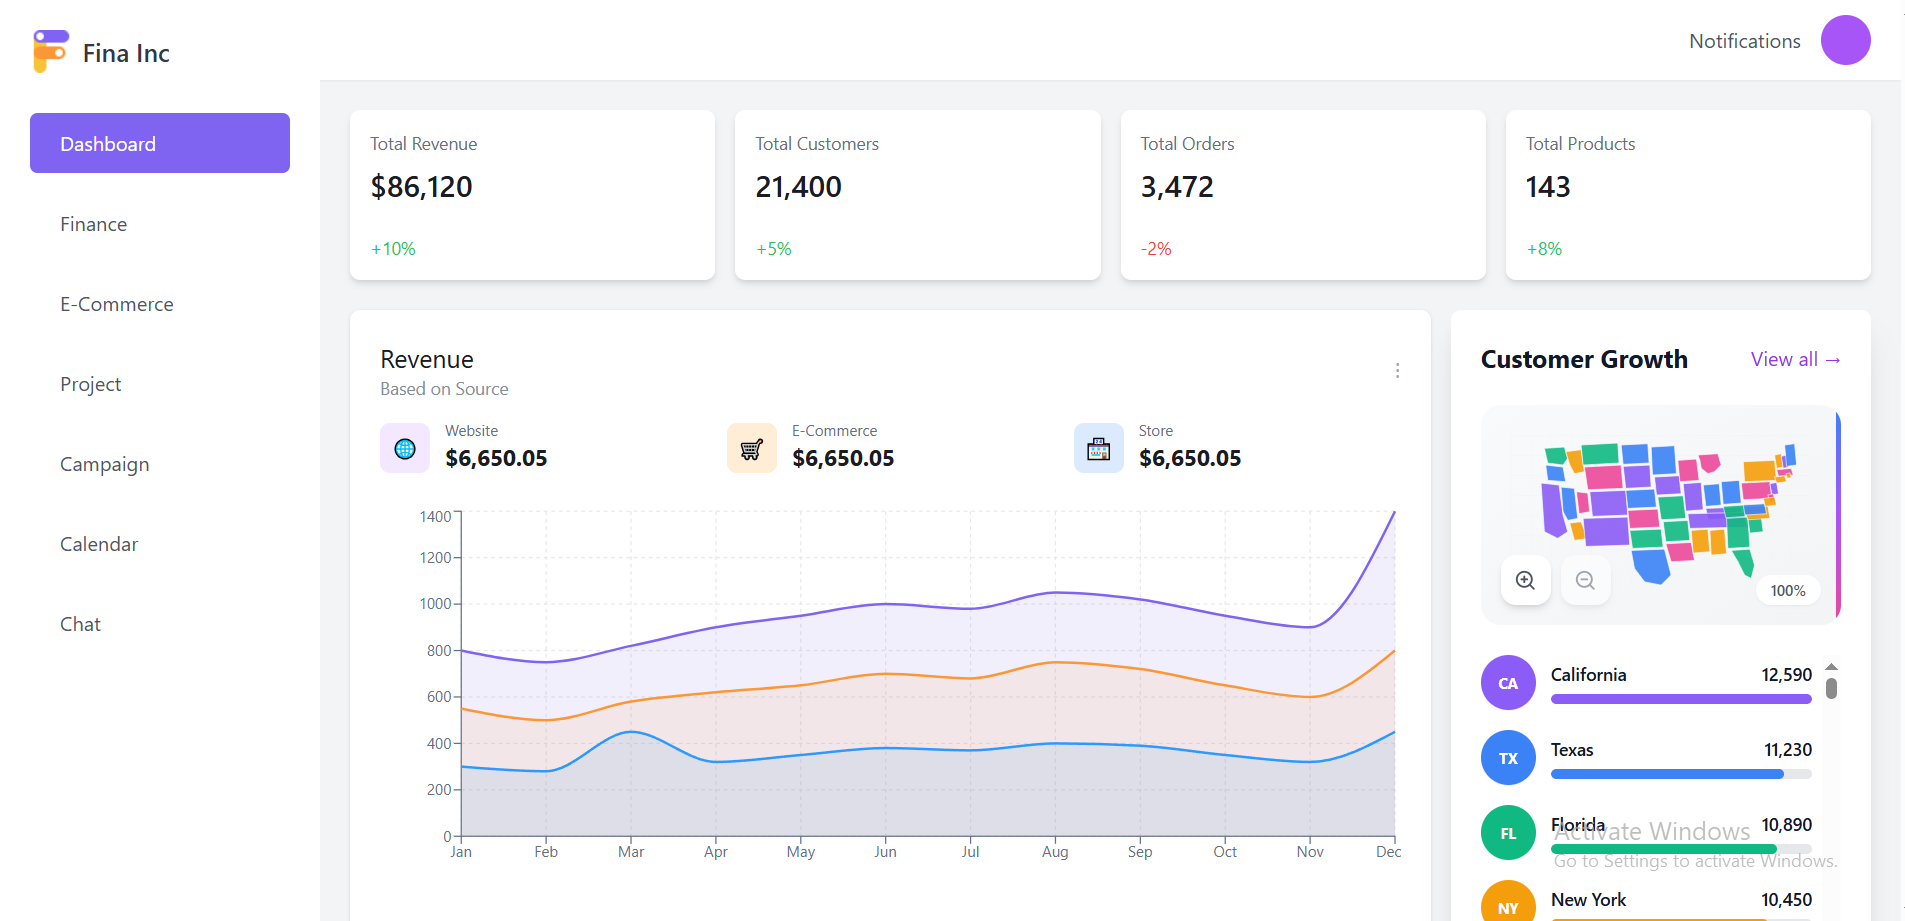 Fina Inc
Notifications
Dashboard
Finance
E-Commerce
Project
Campaign
Calendar
Chat
Total Revenue
$86,120
+10%
Total Customers
21,400
+5%
Total Orders
3,472
-2%
Total Products
143
+8%
Revenue
Based on Source
Website
$6,650.05
E-Commerce
$6,650.05
Store
$6,650.05
1400
1200
1000
800
600
400
200
0
Jan Feb Mar Apr May Jun Jul Aug Sep Oct Nov Dec
Customer Growth
View all →
100%
CA California 12,590
TX Texas 11,230
FL Florida 10,890
NY New York 10,450
Activate Windows
Go to Settings to activate Windows.